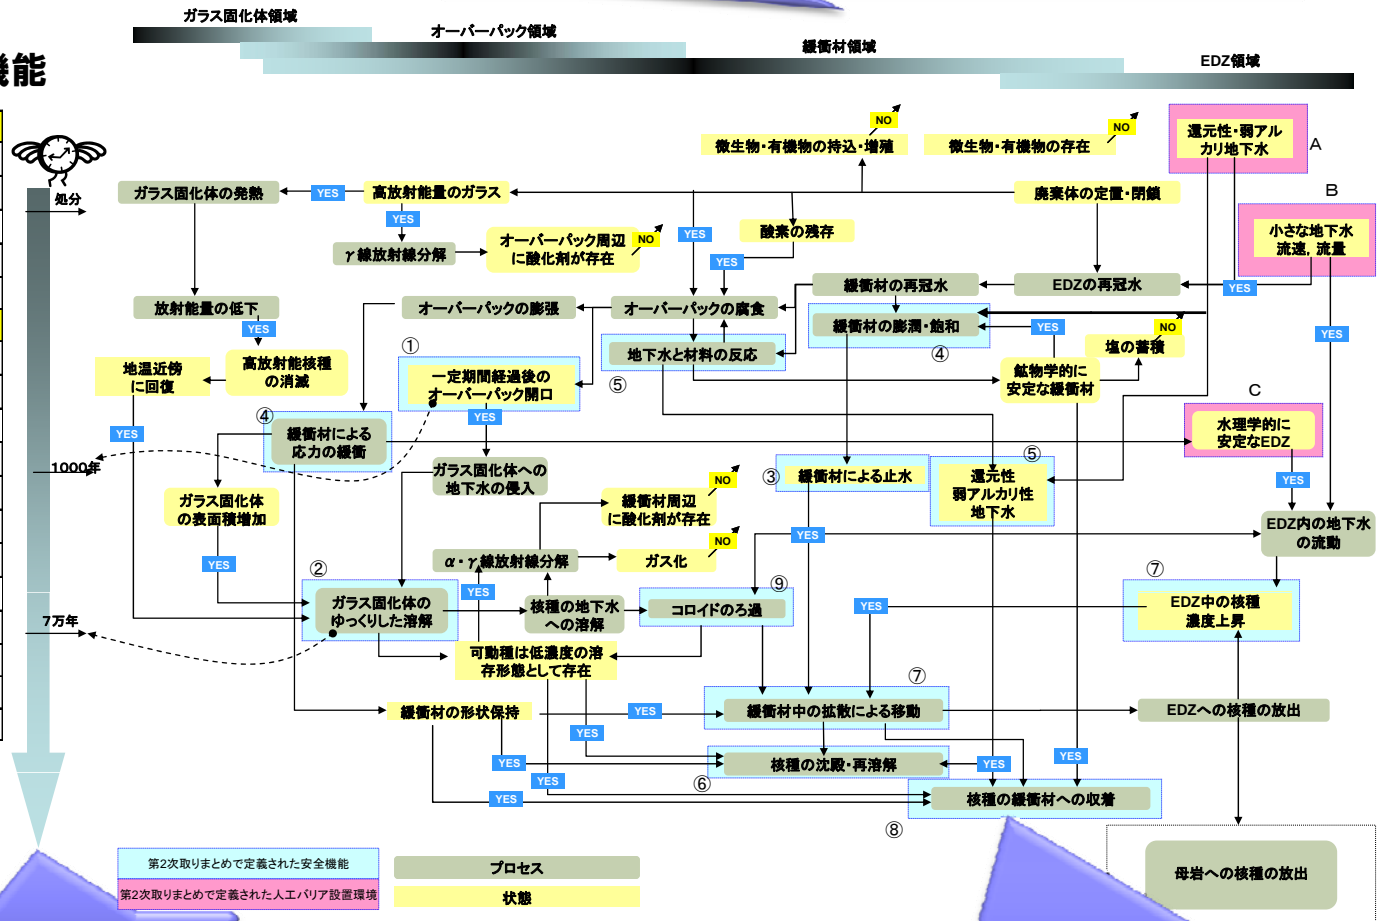 ガラス固化体領域
オーバーパック領域
緩衝材領域
EDZ領域
機能
NO
NO
微生物・有機物の持込・増殖
微生物・有機物の存在
還元性・弱アル
カリ地下水
A
B
処分
ガラス固化体の発熱
YES
高放射能量のガラス
廃棄体の定置・閉鎖
YES
γ線放射線分解
オーバーパック周辺
に酸化剤が存在
NO
YES
酸素の残存
YES
小さな地下水
流速, 流量
緩衝材の再冠水
EDZの再冠水
YES
放射能量の低下
YES
オーバーパックの膨張
オーバーパックの腐食
緩衝材の膨潤・飽和
④
YES
NO
塩の蓄積
YES
①
地下水と材料の反応
⑤
地温近傍
に回復
高放射能核種
の消滅
一定期間経過後の
オーバーパック開口
鉱物学的に
安定な緩衝材
C
YES
④
緩衝材による
応力の緩衝
YES
水理学的に
安定なEDZ
1000年
ガラス固化体への
地下水の侵入
③
緩衝材による止水
⑤
還元性
弱アルカリ性
地下水
YES
ガラス固化体
の表面積増加
緩衝材周辺
に酸化剤が存在
NO
EDZ内の地下水
の流動
YES
YES
②
α・γ線放射線分解
ガス化
NO
⑨
⑦
7万年
ガラス固化体の
ゆっくりした溶解
YES
核種の地下水
への溶解
コロイドのろ過
YES
EDZ中の核種
濃度上昇
可動種は低濃度の溶
存形態として存在
⑦
緩衝材の形状保持
YES
緩衝材中の拡散による移動
EDZへの核種の放出
YES
YES
YES
⑥
核種の沈殿・再溶解
YES
YES
YES
核種の緩衝材への収着
⑧
第2次取りまとめで定義された安全機能
プロセス
第2次取りまとめで定義された人工バリア設置環境
状態
母岩への核種の放出